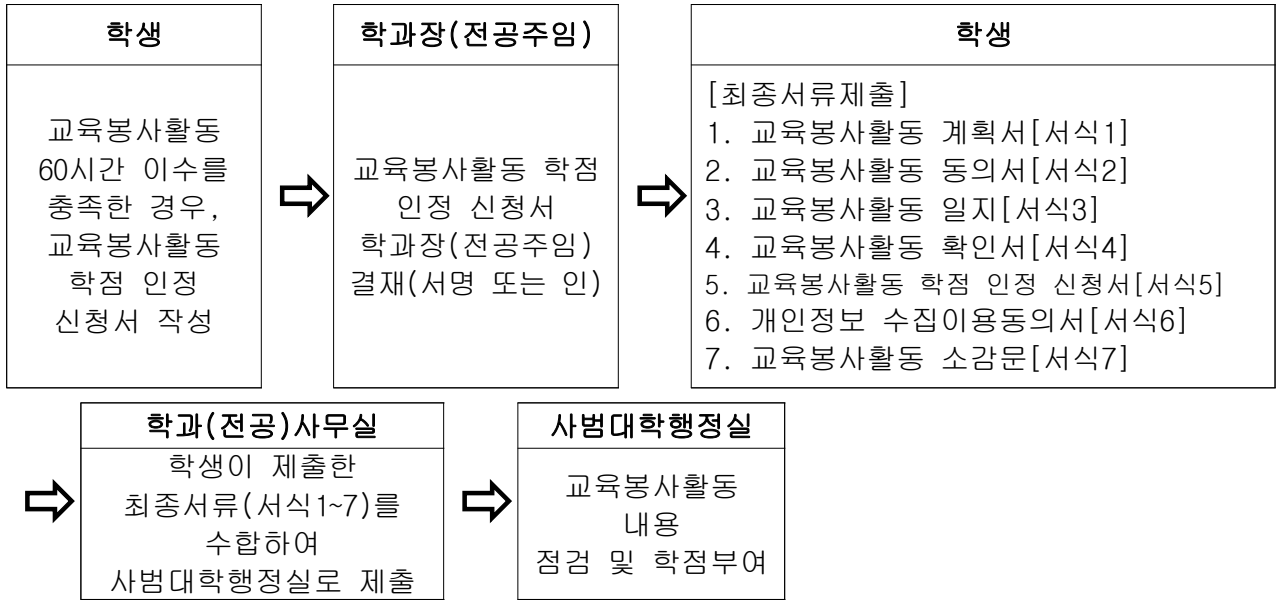 학생
교육봉사활동
60시간 이수를
충족한 경우,
교육봉사활동
학점 인정
신청서 작성
학과장(전공주임)
교육봉사활동 학점
인정 신청서
학과장(전공주임)
결재(서명 또는 인)
학생
[최종서류제출]
1. 교육봉사활동 계획서[서식1]
2. 교육봉사활동 동의서[서식2]
3. 교육봉사활동 일지[서식3]
4. 교육봉사활동 확인서[서식4]
5. 교육봉사활동 학점 인정 신청서[서식5]
6. 개인정보 수집이용동의서[서식6]
7. 교육봉사활동 소감문[서식7]
학과(전공)사무실
학생이 제출한
최종서류(서식1~7)를
수합하여
사범대학행정실로 제출
사범대학행정실
교육봉사활동
내용
점검 및 학점부여